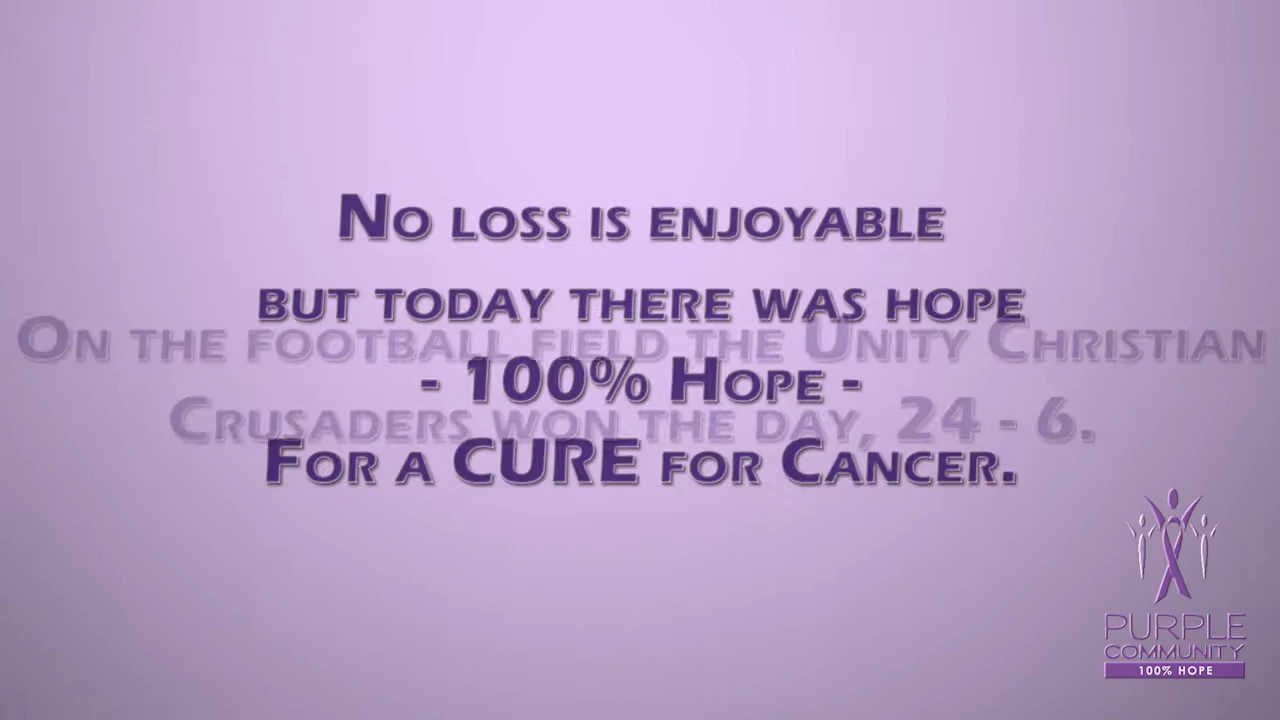 No loss is enjoyable
but today there was hope
On the football field the Unity Christian
- 100% Hope -
Crusaders won the day, 24 - 6.
For a CURE for Cancer.
PURPLE
COMMUNITY
100% HOPE